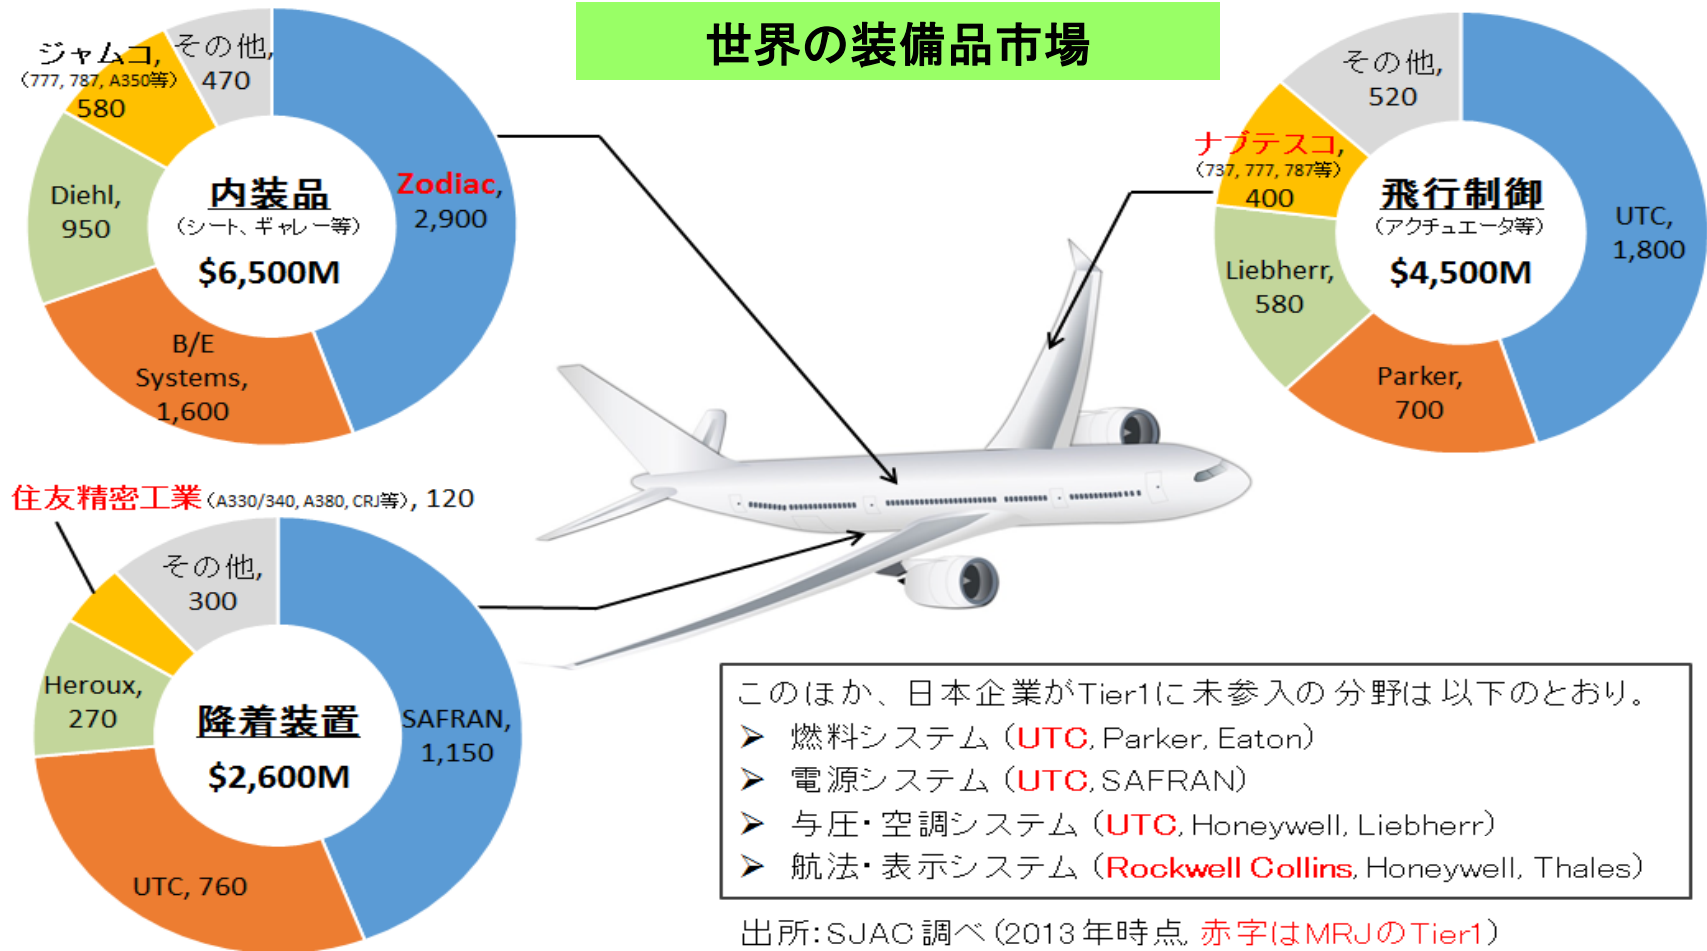 世界の装備品市場
ジャムコ,
（777, 787, A350等）
580
その他,
470
Zodiac,
2,900
Diehl,
950
B/E
Systems,
1,600
内装品
（シート、ギャレー等）
$6,500M
その他,
520
ナブテスコ,
（737, 777, 787等）
400
UTC,
1,800
Liebherr,
580
Parker,
700
飛行制御
（アクチュエータ等）
$4,500M
住友精密工業（A330/340, A380, CRJ等）, 120
その他,
300
Heroux,
270
SAFRAN,
1,150
UTC, 760
降着装置
$2,600M
このほか、日本企業がTier1に未参入の分野は以下のとおり。
➢ 燃料システム（UTC, Parker, Eaton）
➢ 電源システム（UTC, SAFRAN）
➢ 与圧・空調システム（UTC, Honeywell, Liebherr）
➢ 航法・表示システム（Rockwell Collins, Honeywell, Thales）
出所:SJAC調べ（2013年時点, 赤字はMRJのTier1）